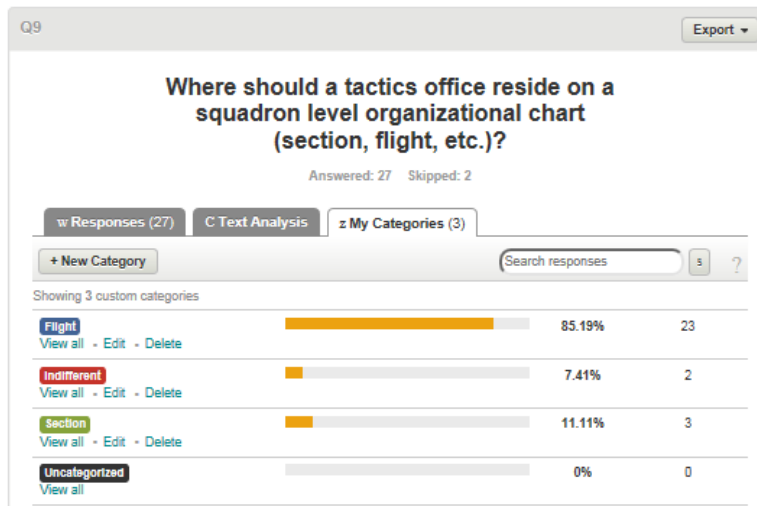 Q9
Export
Where should a tactics office reside on a
squadron level organizational chart
(section, flight, etc.)?
Answered: 27 Skipped: 2
w Responses (27) C Text Analysis z My Categories (3)
+ New Category Search responses s ?
Showing 3 custom categories
Flight 85.19% 23
View all - Edit - Delete
Indifferent 7.41% 2
View all - Edit - Delete
Section 11.11% 3
View all - Edit - Delete
Uncategorized 0% 0
View all